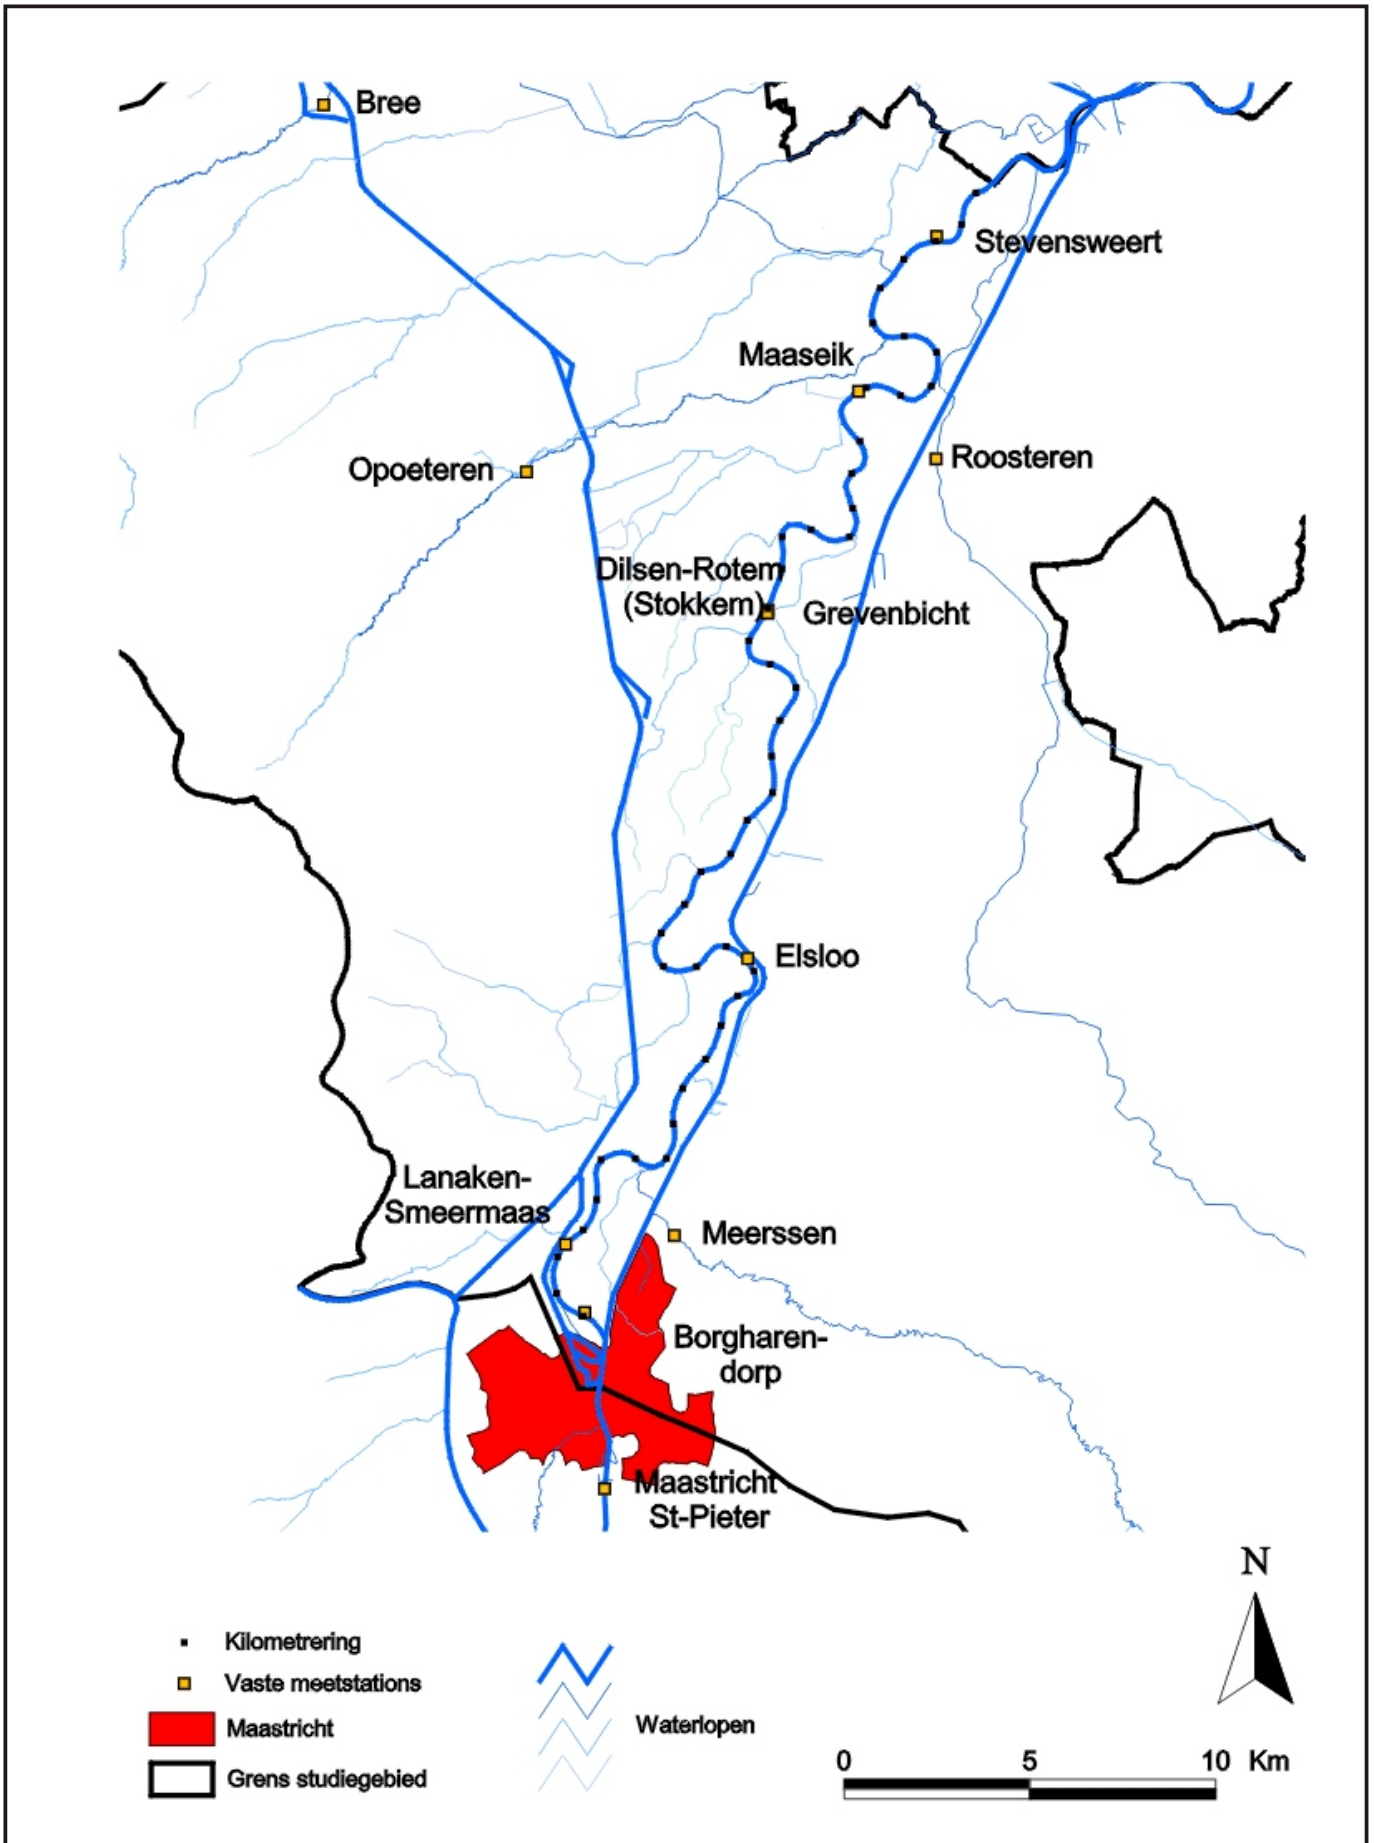 Bree
Stevensweert
Maaseik
Opoeteren
Roosteren
Dilsen-Rotem
(Stokkem)
Grevenbicht
Elsloo
Lanaken-
Smeermaas
Meerssen
Borgharen-
dorp
Maastricht
St-Pieter
N
Kilometrering
Vaste meetstations
Maastricht
Waterlopen
Grens studiegebied
0 5 10 Km